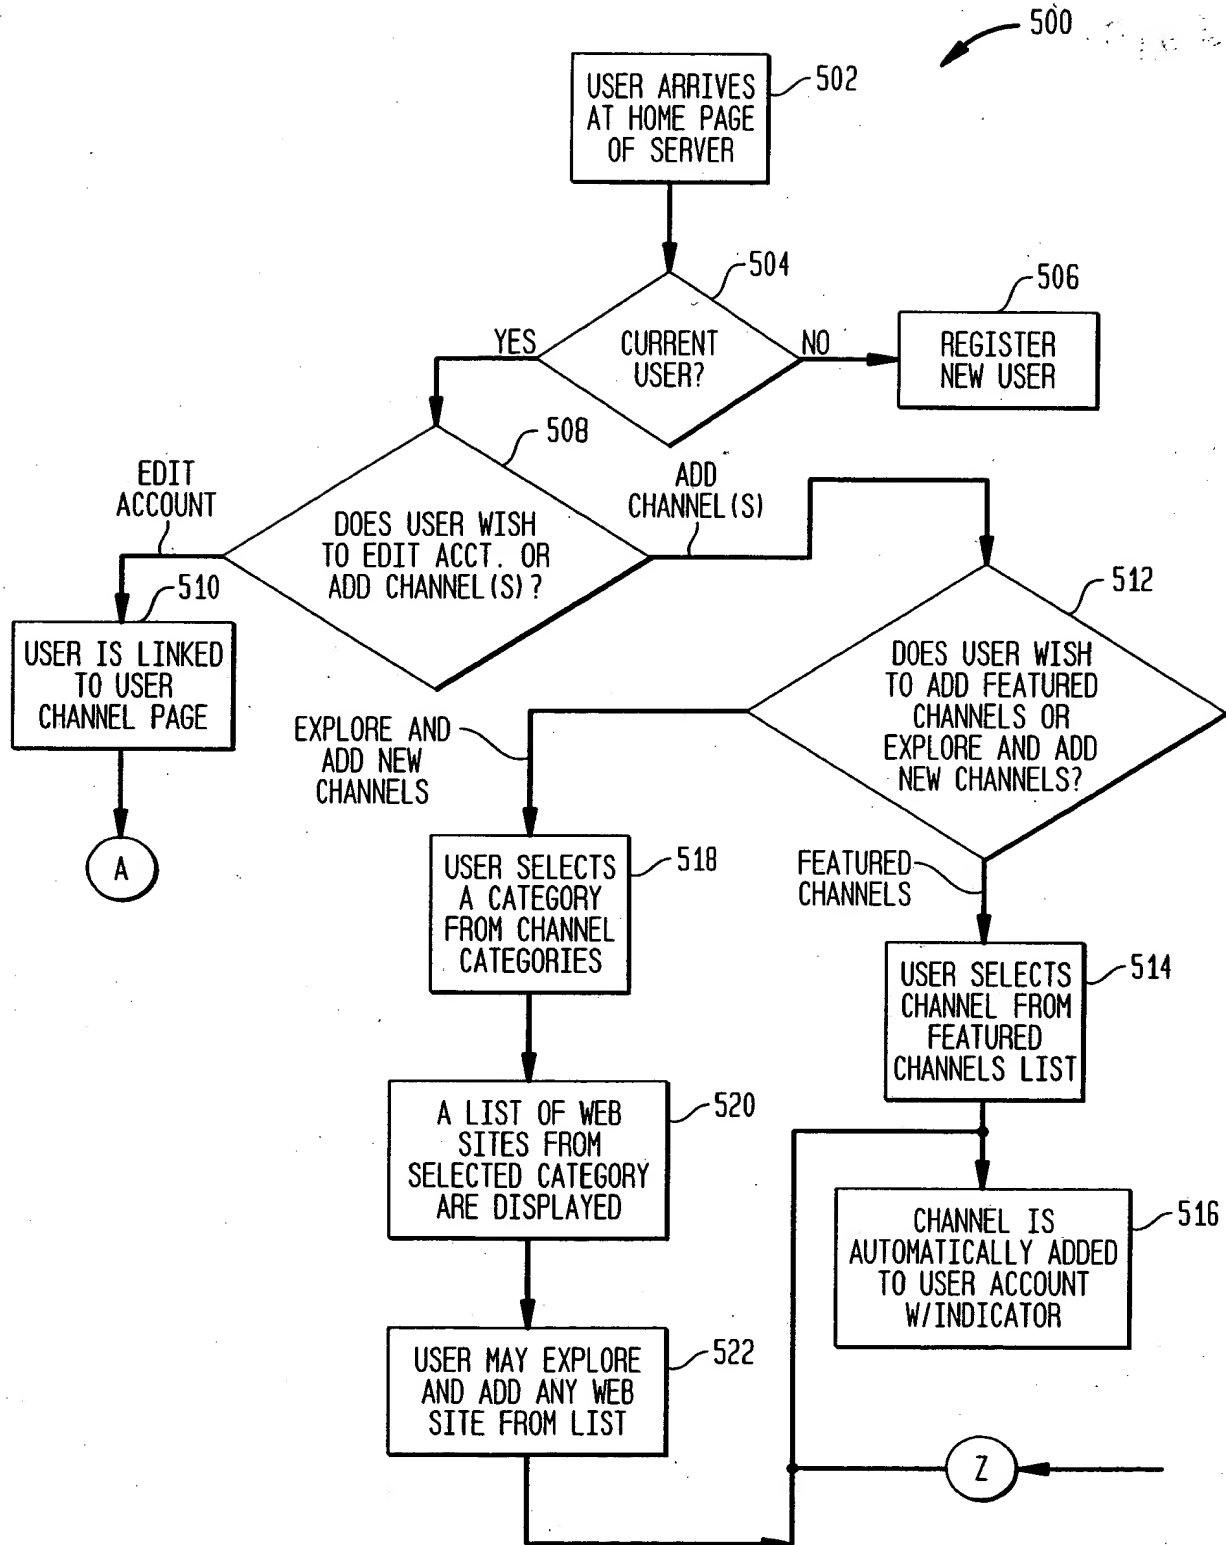 500
USER ARRIVES
AT HOME PAGE
OF SERVER
502
504
CURRENT
USER?
YES
NO
506
REGISTER
NEW USER
508
DOES USER WISH
TO EDIT ACCT. OR
ADD CHANNEL(S)?
EDIT
ACCOUNT
ADD
CHANNEL(S)
510
USER IS LINKED
TO USER
CHANNEL PAGE
A
512
DOES USER WISH
TO ADD FEATURED
CHANNELS OR
EXPLORE AND ADD
NEW CHANNELS?
EXPLORE AND
ADD NEW
CHANNELS
FEATURED
CHANNELS
518
USER SELECTS
A CATEGORY
FROM CHANNEL
CATEGORIES
514
USER SELECTS
CHANNEL FROM
FEATURED
CHANNELS LIST
520
A LIST OF WEB
SITES FROM
SELECTED CATEGORY
ARE DISPLAYED
516
CHANNEL IS
AUTOMATICALLY ADDED
TO USER ACCOUNT
W/INDICATOR
522
USER MAY EXPLORE
AND ADD ANY WEB
SITE FROM LIST
Z